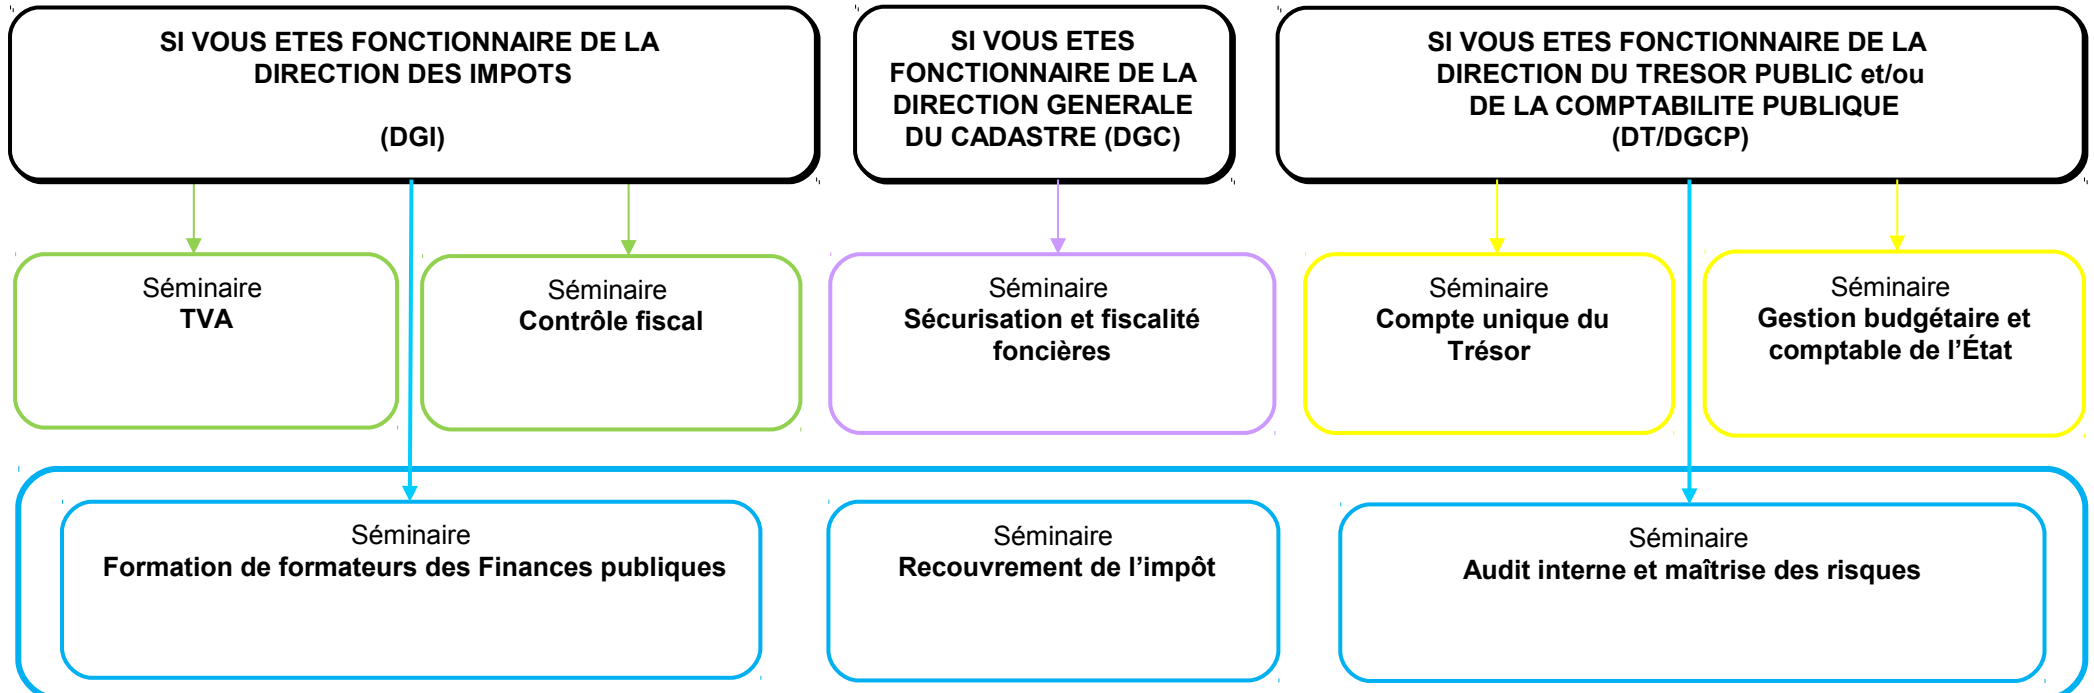 SI VOUS ETES FONCTIONNAIRE DE LA
DIRECTION DES IMPOTS
(DGI)
SI VOUS ETES
FONCTIONNAIRE DE LA
DIRECTION GENERALE
DU CADASTRE (DGC)
SI VOUS ETES FONCTIONNAIRE DE LA
DIRECTION DU TRESOR PUBLIC et/ou
DE LA COMPTABILITE PUBLIQUE
(DT/DGCP)
Séminaire
TVA
Séminaire
Contrôle fiscal
Séminaire
Sécurisation et fiscalité
foncières
Séminaire
Compte unique du
Trésor
Séminaire
Gestion budgétaire et
comptable de l’État
Séminaire
Formation de formateurs des Finances publiques
Séminaire
Recouvrement de l’impôt
Séminaire
Audit interne et maîtrise des risques